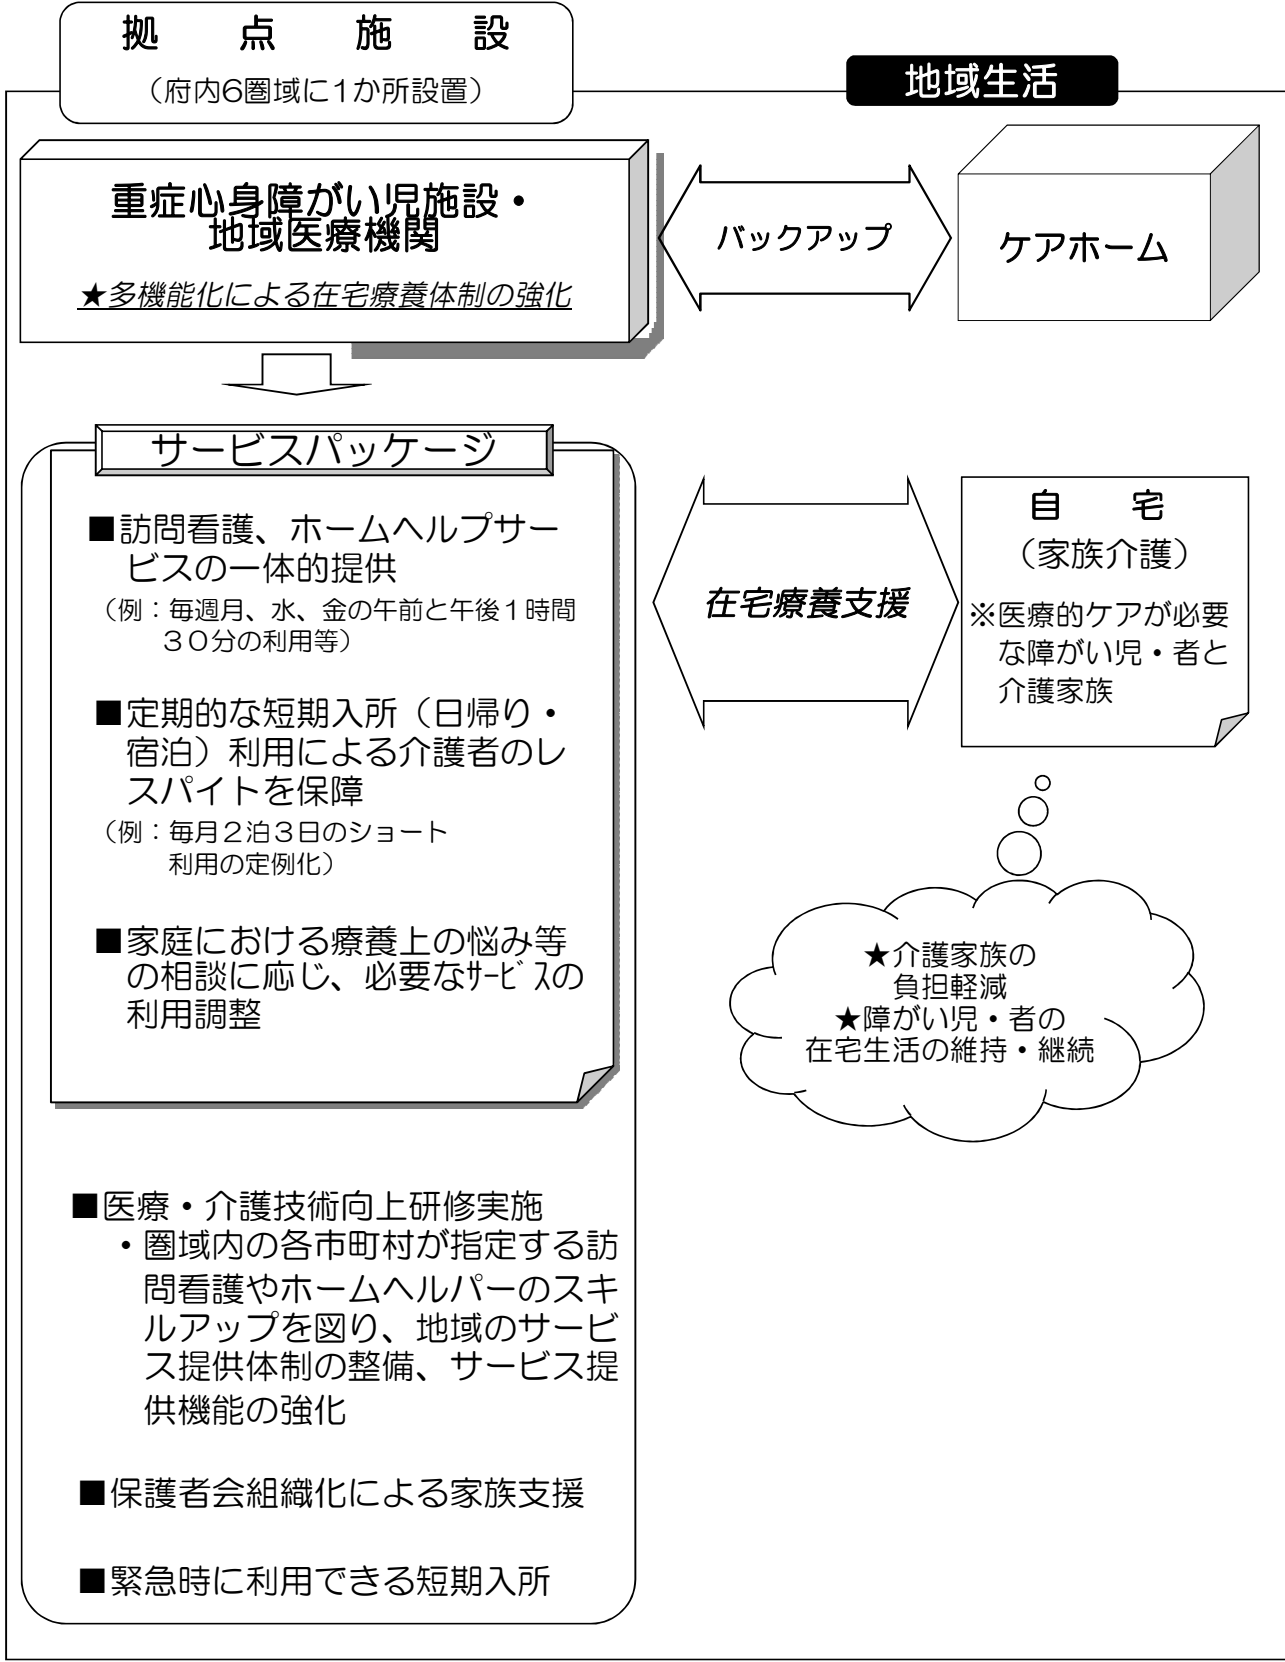 拠　点　施　設
（府内6圏域に1か所設置）
地域生活
重症心身障がい児施設・
地域医療機関
★多機能化による在宅療養体制の強化
バックアップ
ケアホーム
サービスパッケージ
■訪問看護、ホームヘルプサー
ビスの一体的提供
（例：毎週月、水、金の午前と午後１時間
３０分の利用等）
■定期的な短期入所（日帰り・
宿泊）利用による介護者のレ
スパイトを保障
（例：毎月２泊３日のショート
利用の定例化）
■家庭における療養上の悩み等
の相談に応じ、必要なｻｰﾋﾞｽの
利用調整
■医療・介護技術向上研修実施
・圏域内の各市町村が指定する訪
問看護やホームヘルパーのスキ
ルアップを図り、地域のサービ
ス提供体制の整備、サービス提
供機能の強化
■保護者会組織化による家族支援
■緊急時に利用できる短期入所
在宅療養支援
自　宅
（家族介護）
※医療的ケアが必要
な障がい児・者と
介護家族
★介護家族の
負担軽減
★障がい児・者の
在宅生活の維持・継続